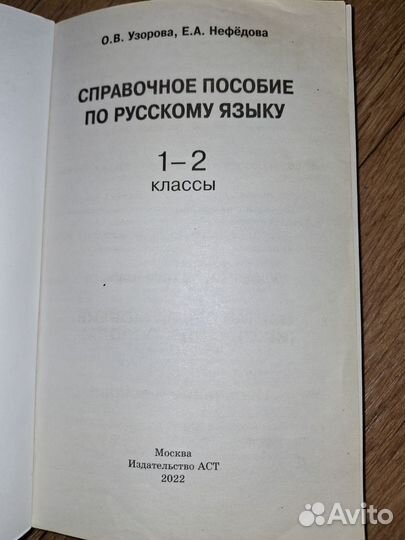 О.В. Узорова, Е.А. Нефёдова
СПРАВОЧНОЕ ПОСОБИЕ
ПО РУССКОМУ ЯЗЫКУ
1–2
классы
Москва
Издательство АСТ
2022
Avito